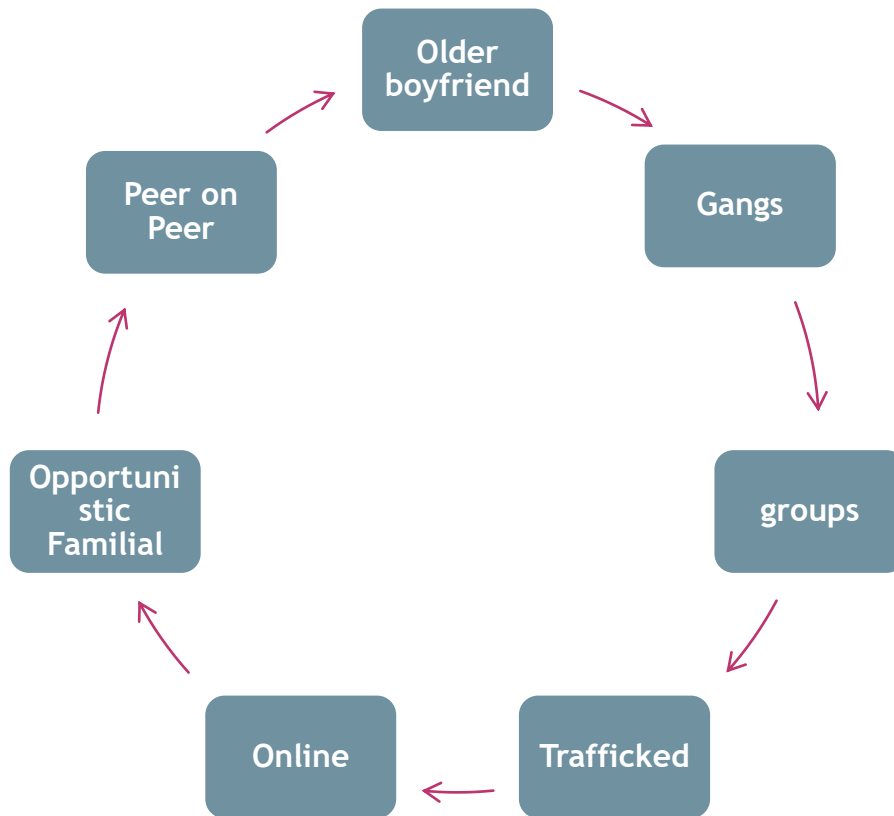 Older
boyfriend
Gangs
groups
Trafficked
Online
Opportuni
stic
Familial
Peer on
Peer